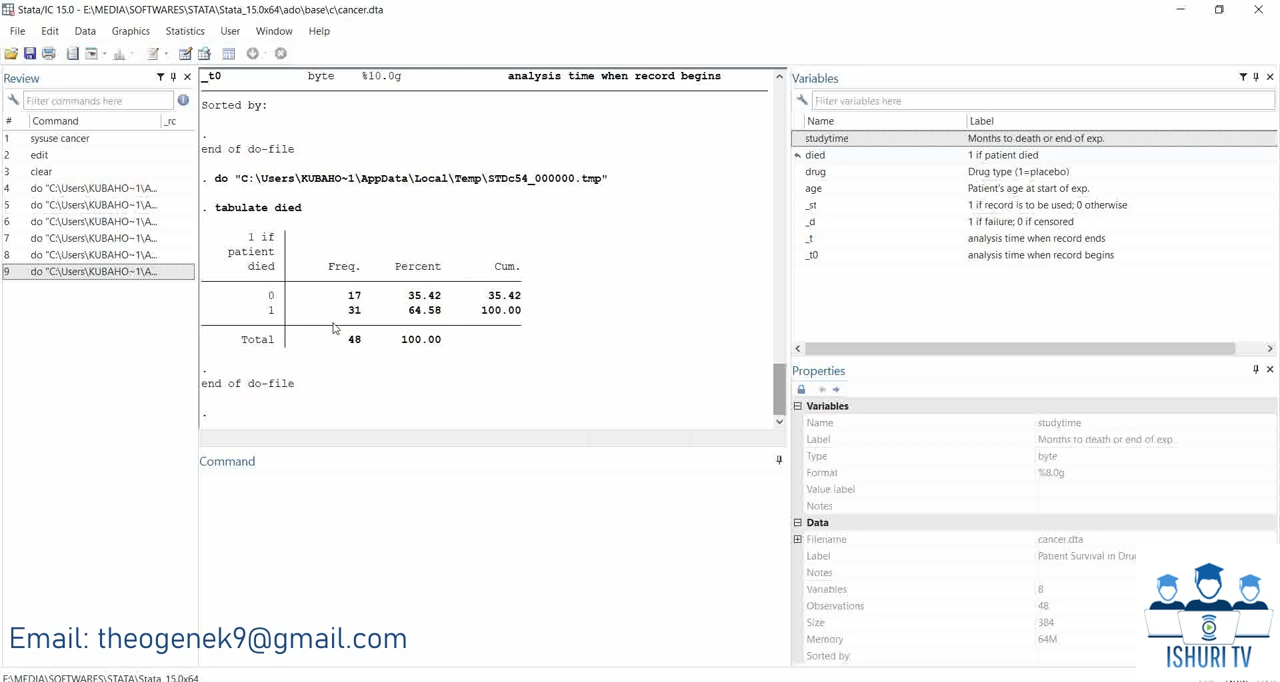 Stata/IC 15.0 - E:\MEDIA\SOFTWARES\STATA\Stata_15.0x64\ado\base\c\cancer.dta
File Edit Data Graphics Statistics User Window Help
Review
Filter commands here
# Command _rc
1 sysuse cancer
2 edit
3 clear
4 do "C:\Users\KUBAHO~1\A...
5 do "C:\Users\KUBAHO~1\A...
6 do "C:\Users\KUBAHO~1\A...
7 do "C:\Users\KUBAHO~1\A...
8 do "C:\Users\KUBAHO~1\A...
9 do "C:\Users\KUBAHO~1\A...
_t0 byte %10.0g analysis time when record begins
Sorted by:
.
end of do-file
. do "C:\Users\KUBAHO~1\AppData\Local\Temp\STDc54_000000.tmp"
. tabulate died
1 if
patient
died Freq. Percent Cum.
0 17 35.42 35.42
1 31 64.58 100.00
Total 48 100.00
.
end of do-file
.
Command
Variables
Filter variables here
Name Label
studytime Months to death or end of exp.
died 1 if patient died
drug Drug type (1=placebo)
age Patient's age at start of exp.
_st 1 if record is to be used; 0 otherwise
_d 1 if failure; 0 if censored
_t analysis time when record ends
_t0 analysis time when record begins
Properties
Variables
Name studytime
Label Months to death or end of exp.
Type byte
Format %8.0g
Value label
Notes
Data
Filename cancer.dta
Label Patient Survival in Dru
Notes
Variables 8
Observations 48
Size 384
Memory 64M
Sorted by
Email: theogenek9@gmail.com
ISHURI TV
E:\MEDIA\SOFTWARES\STATA\Stata_15.0x64